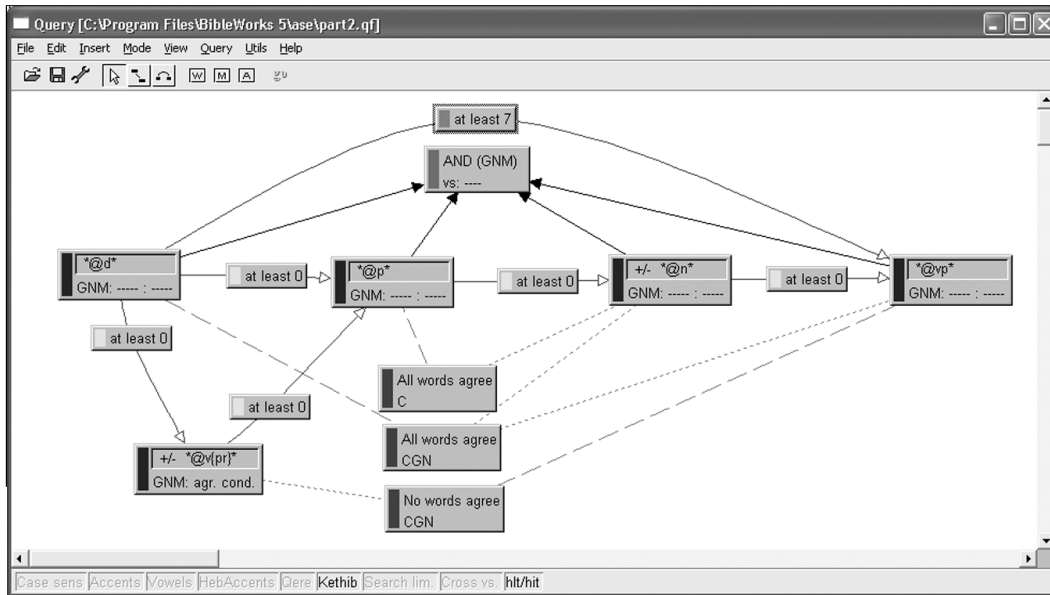 Query [C:\Program Files\BibleWorks 5\ase\part2.qf]
File Edit Insert Mode View Query Utils Help
W M A go
at least 7
AND (GNM)
vs: ----
*@d*
GNM: ----- : -----
at least 0
*@p*
GNM: ----- : -----
at least 0
+/- *@n*
GNM: ----- : -----
at least 0
*@vp*
GNM: ----- : -----
at least 0
at least 0
All words agree
C
All words agree
CGN
+/- *@v{pr}*
GNM: agr. cond.
No words agree
CGN
Case sens Accents Vowels HebAccents Qere Kethib Search lim. Cross vs. hlt/hit